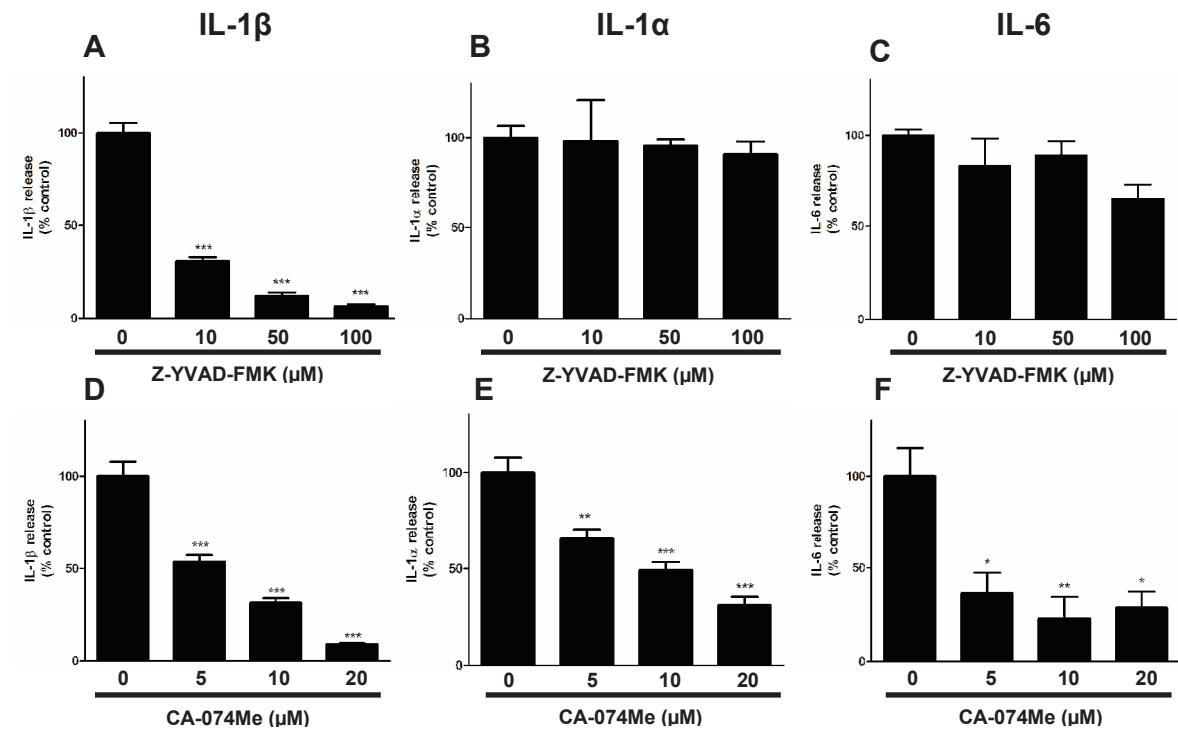 IL-1β
IL-1α
IL-6
A
B
C
IL-1β release
(% control)
100
50
0
***
***
***
0 10 50 100
Z-YVAD-FMK (µM)
IL-1α release
(% control)
100
50
0
0 10 50 100
Z-YVAD-FMK (µM)
IL-6 release
(% control)
100
50
0
0 10 50 100
Z-YVAD-FMK (µM)
D
E
F
IL-1β release
(% control)
100
50
0
***
***
***
0 5 10 20
CA-074Me (µM)
IL-1α release
(% control)
100
50
0
**
***
***
0 5 10 20
CA-074Me (µM)
IL-6 release
(% control)
100
50
0
*
**
*
0 5 10 20
CA-074Me (µM)